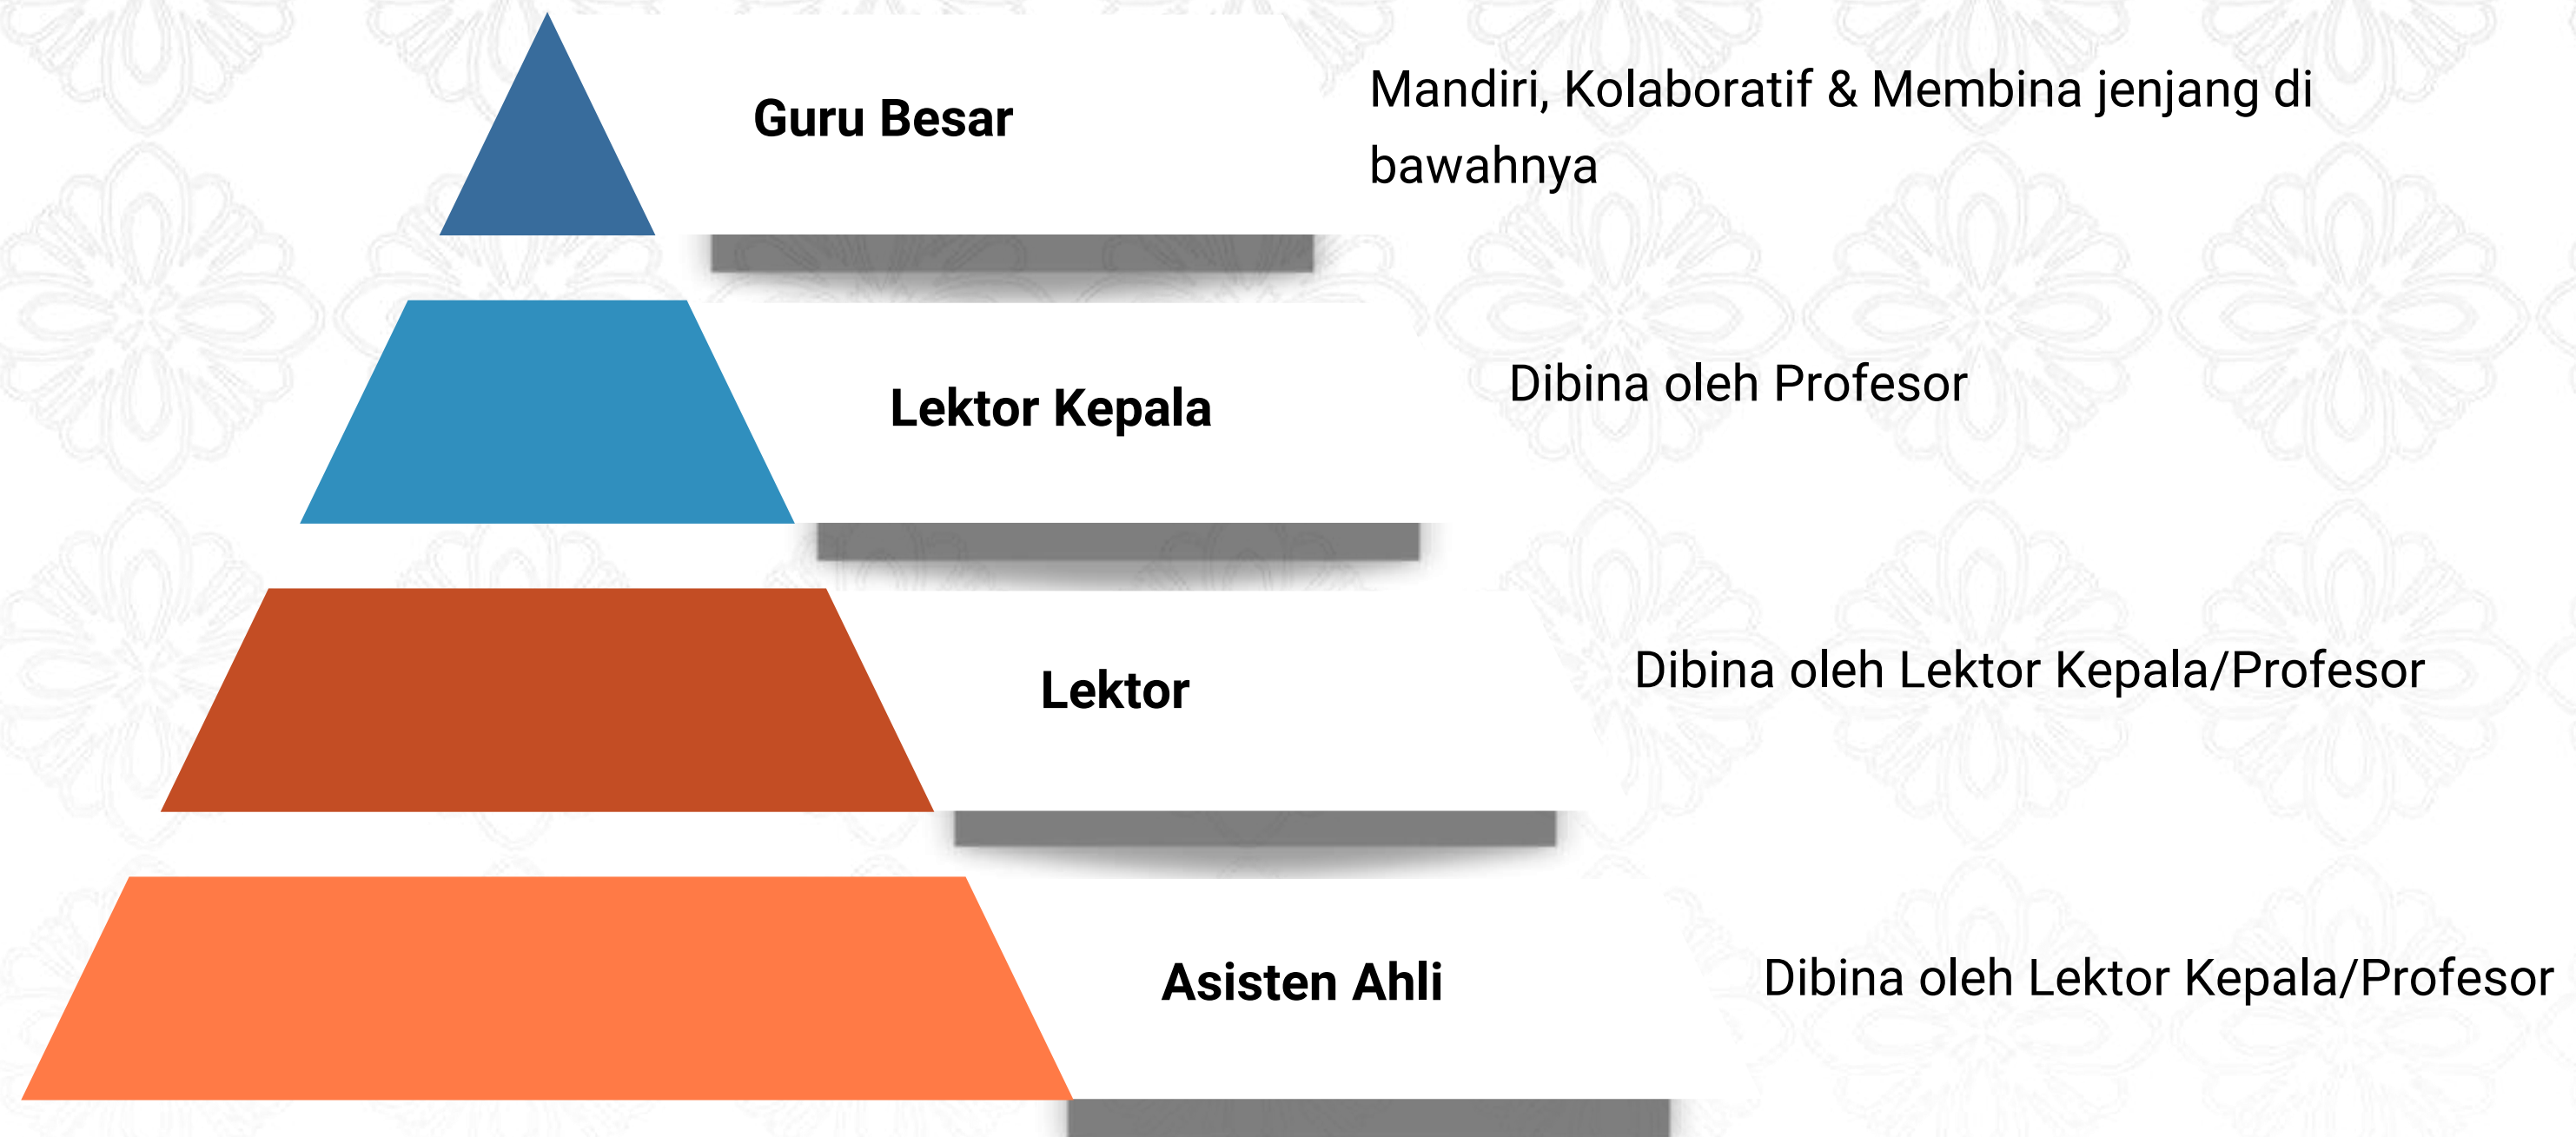 Guru Besar
Mandiri, Kolaboratif & Membina jenjang di
bawahnya
Lektor Kepala
Dibina oleh Profesor
Lektor
Dibina oleh Lektor Kepala/Profesor
Asisten Ahli
Dibina oleh Lektor Kepala/Profesor